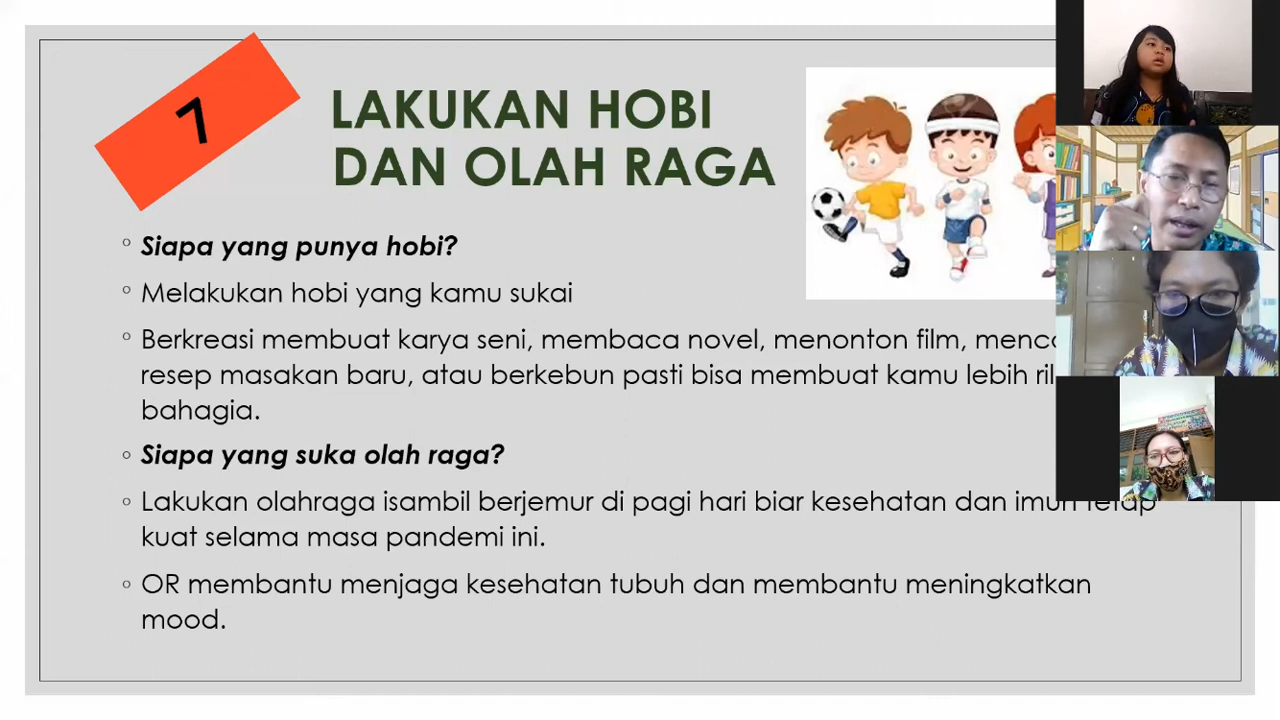 7
LAKUKAN HOBI
DAN OLAH RAGA
Siapa yang punya hobi?
Melakukan hobi yang kamu sukai
Berkreasi membuat karya seni, membaca novel, menonton film,
resep masakan baru, atau berkebun pasti bisa membuat kamu lebih
bahagia.
Siapa yang suka olah raga?
Lakukan olahraga isambil berjemur di pagi hari biar kesehatan dan imun tetap
kuat selama masa pandemi ini.
OR membantu menjaga kesehatan tubuh dan membantu meningkatkan
mood.